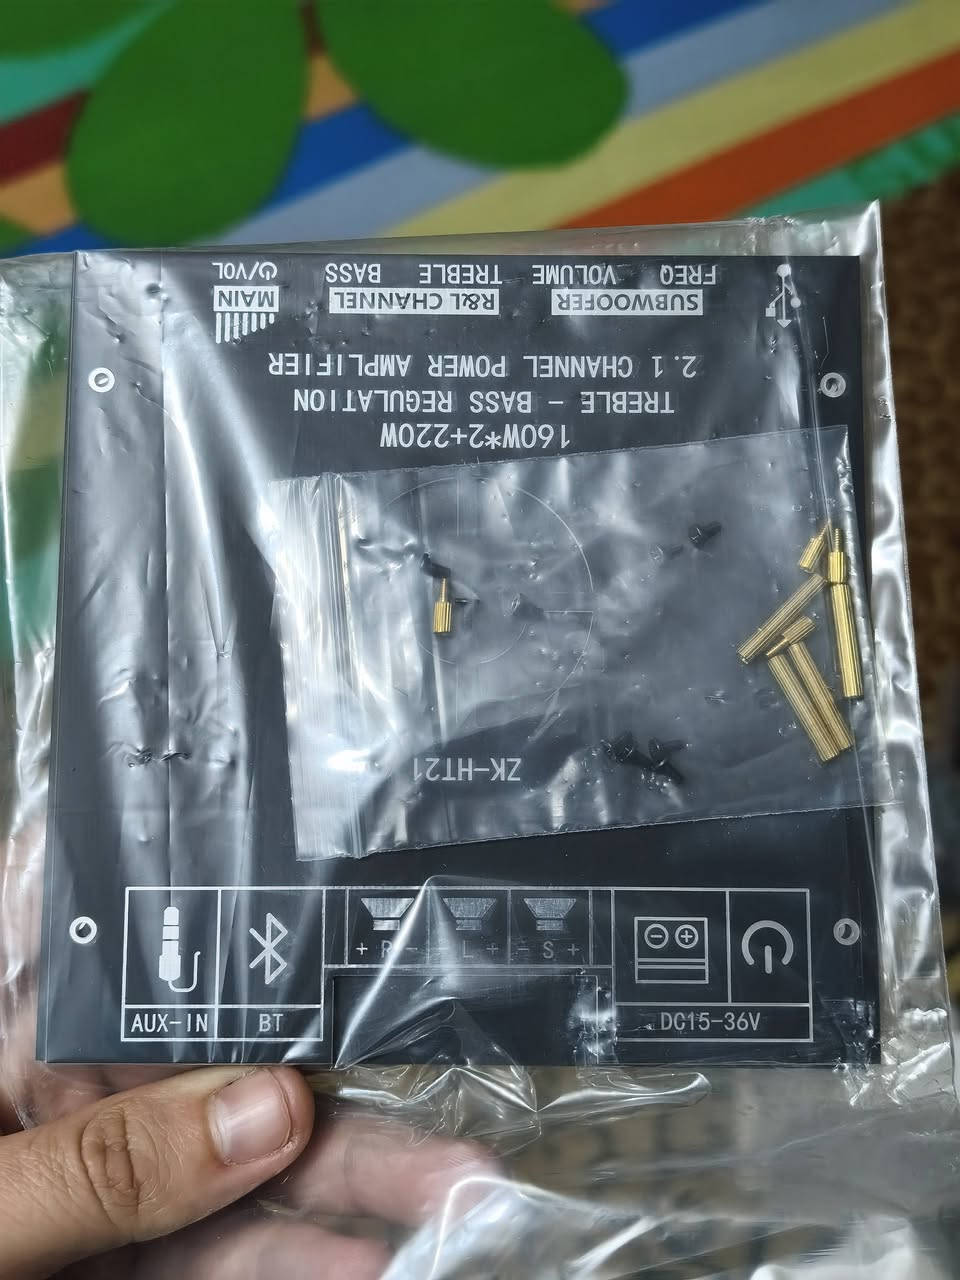 ⏻/VOL BASS TREBLE VOLUME FREQ
MAIN R&L CHANNEL SUBWOOFER
2.1 CHANNEL POWER AMPLIFIER
TREBLE - BASS REGULATION
160W*2+220W
ZK-HT21
+ R - - L + - S +
AUX-IN BT DC15-36V